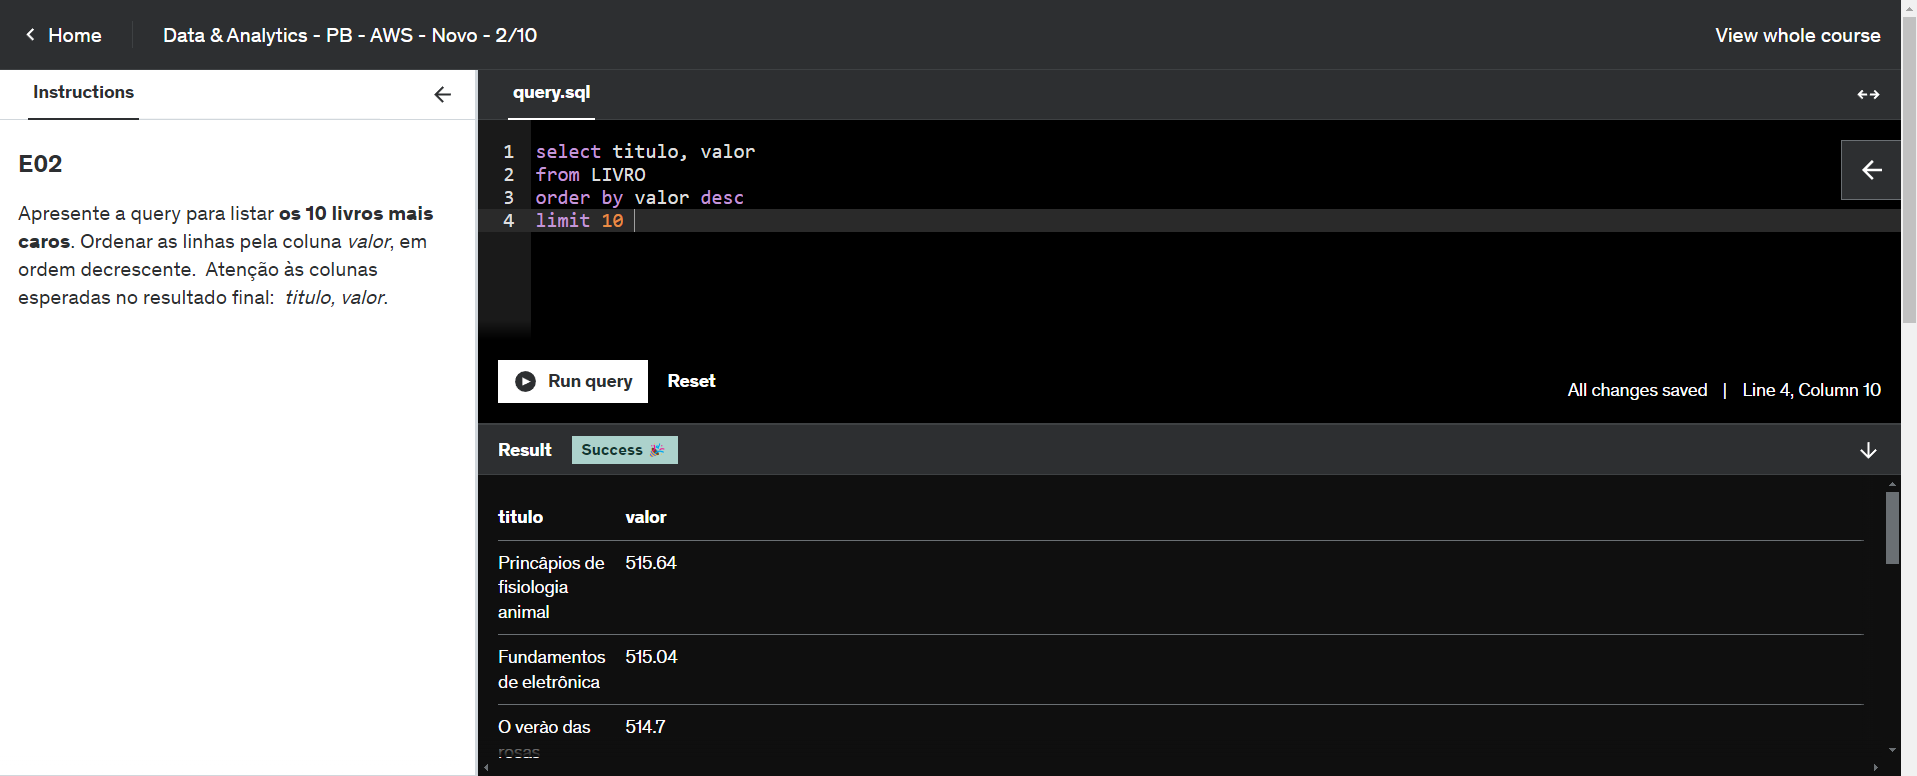 Home
Data & Analytics - PB - AWS - Novo - 2/10
View whole course
Instructions
E02
Apresente a query para listar os 10 livros mais
caros. Ordenar as linhas pela coluna valor, em
ordem decrescente. Atenção às colunas
esperadas no resultado final: titulo, valor.
query.sql
1 select titulo, valor
2 from LIVRO
3 order by valor desc
4 limit 10
Run query
Reset
All changes saved | Line 4, Column 10
Result
Success
titulo valor
Princâpios de 515.64
fisiologia
animal
Fundamentos 515.04
de eletrônica
O verào das 514.7
rosas